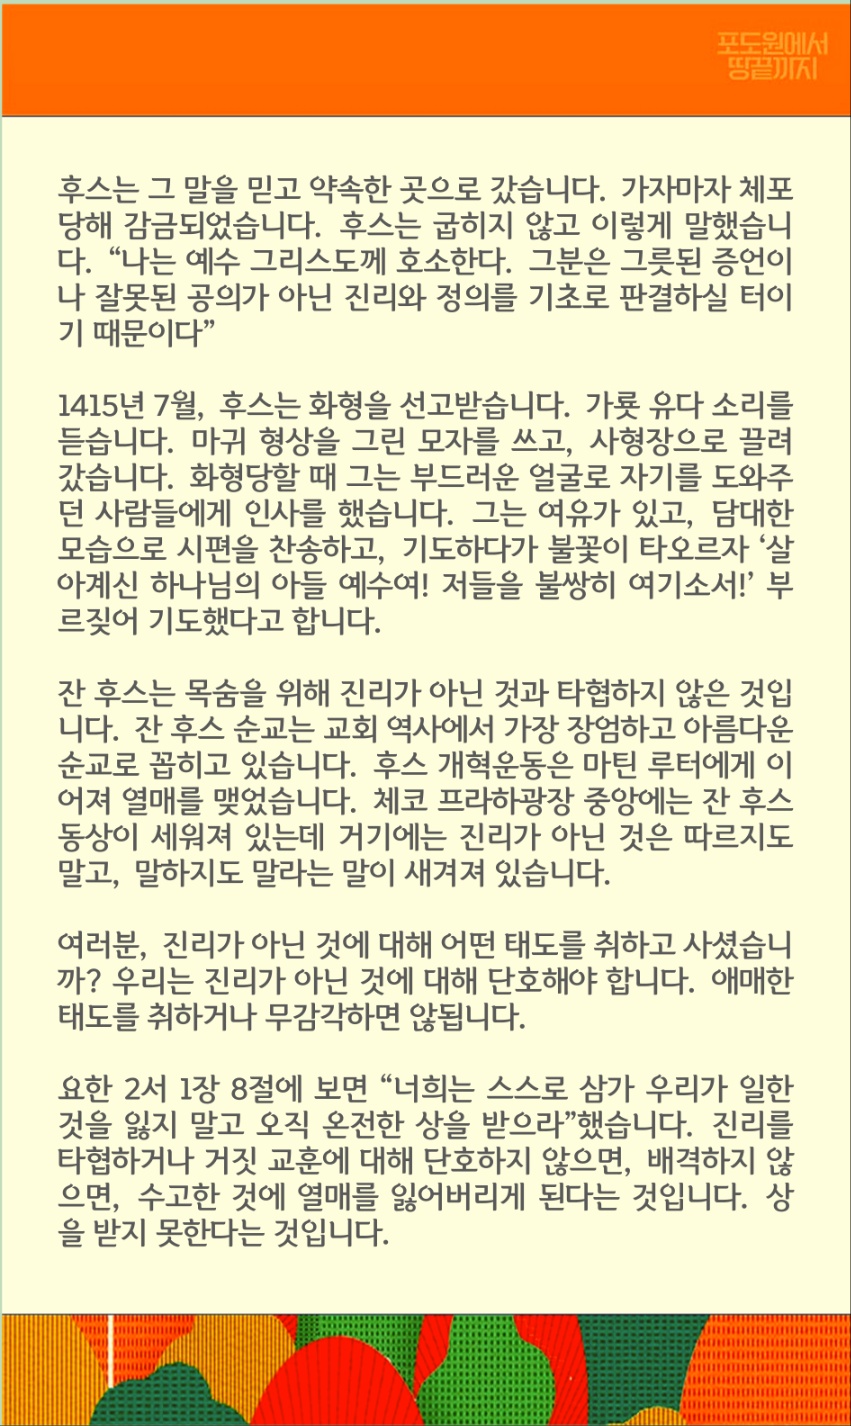 포도원에서
땅끝까지
후스는 그 말을 믿고 약속한 곳으로 갔습니다. 가자마자 체포
당해 감금되었습니다. 후스는 굽히지 않고 이렇게 말했습니
다. “나는 예수 그리스도께 호소한다. 그분은 그릇된 증언이
나 잘못된 공의가 아닌 진리와 정의를 기초로 판결하실 터이
기 때문이다”
1415년 7월, 후스는 화형을 선고받습니다. 가룟 유다 소리를
듣습니다. 마귀 형상을 그린 모자를 쓰고, 사형장으로 끌려
갔습니다. 화형당할 때 그는 부드러운 얼굴로 자기를 도와주
던 사람들에게 인사를 했습니다. 그는 여유가 있고, 담대한
모습으로 시편을 찬송하고, 기도하다가 불꽃이 타오르자 ‘살
아계신 하나님의 아들 예수여! 저들을 불쌍히 여기소서!’ 부
르짖어 기도했다고 합니다.
잔 후스는 목숨을 위해 진리가 아닌 것과 타협하지 않은 것입
니다. 잔 후스 순교는 교회 역사에서 가장 장엄하고 아름다운
순교로 꼽히고 있습니다. 후스 개혁운동은 마틴 루터에게 이
어져 열매를 맺었습니다. 체코 프라하광장 중앙에는 잔 후스
동상이 세워져 있는데 거기에는 진리가 아닌 것은 따르지도
말고, 말하지도 말라는 말이 새겨져 있습니다.
여러분, 진리가 아닌 것에 대해 어떤 태도를 취하고 사셨습니
까? 우리는 진리가 아닌 것에 대해 단호해야 합니다. 애매한
태도를 취하거나 무감각하면 않됩니다.
요한 2서 1장 8절에 보면 “너희는 스스로 삼가 우리가 일한
것을 잃지 말고 오직 온전한 상을 받으라”했습니다. 진리를
타협하거나 거짓 교훈에 대해 단호하지 않으면, 배격하지 않
으면, 수고한 것에 열매를 잃어버리게 된다는 것입니다. 상
을 받지 못한다는 것입니다.